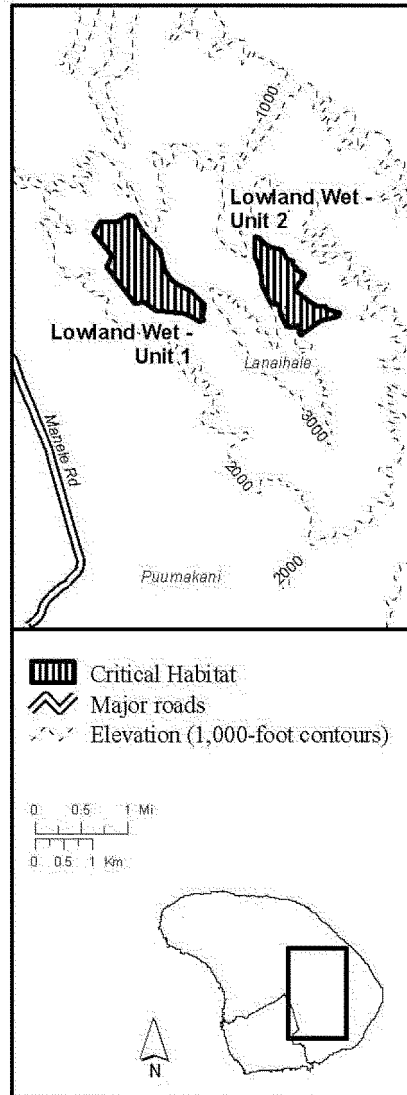 1000
Lowland Wet -
Unit 2
Lowland Wet -
Unit 1
Lanaihale
3000
Manele Rd
2000
2000
Puumakani
Critical Habitat
Major roads
Elevation (1,000-foot contours)
0 0.5 1 Mi
0 0.5 1 Km
N